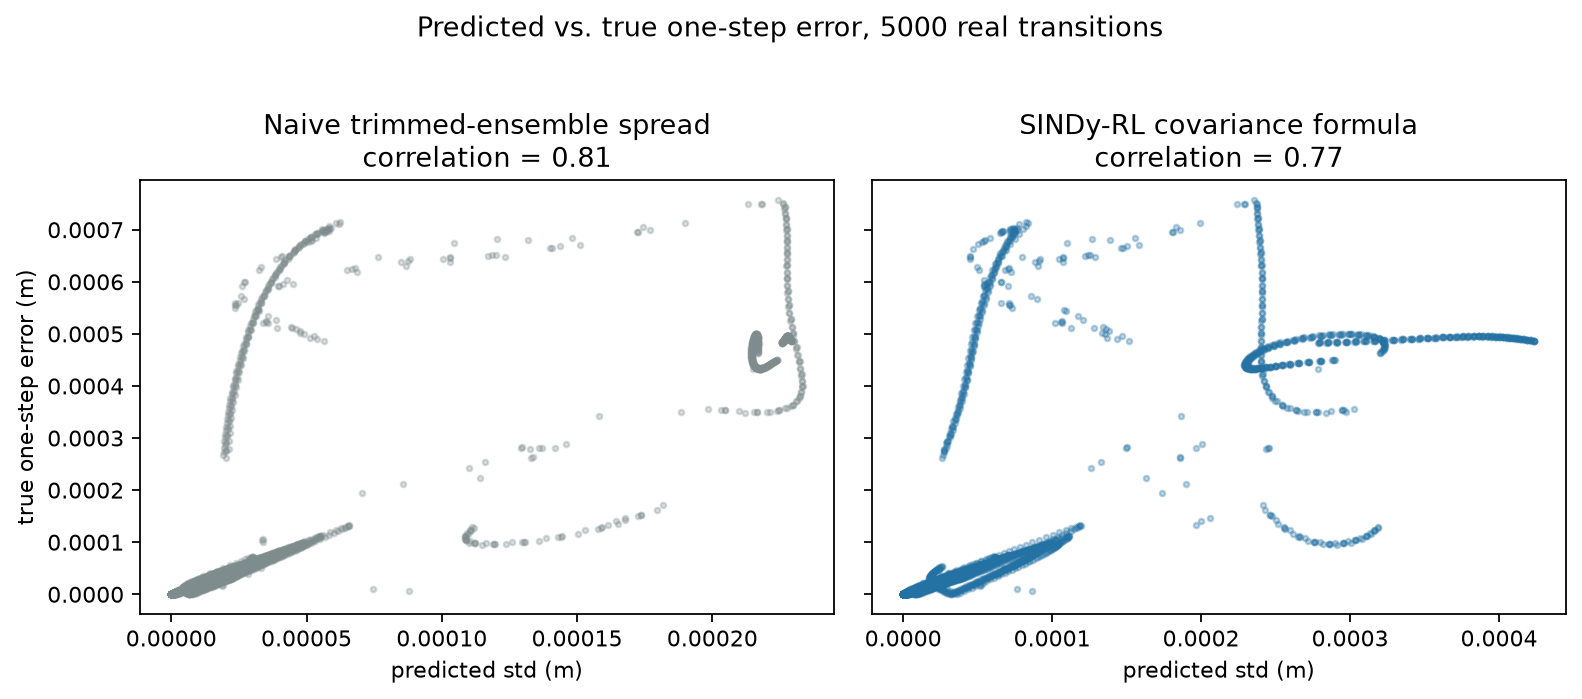 Predicted vs. true one-step error, 5000 real transitions
Naive trimmed-ensemble spread
correlation = 0.81
SINDy-RL covariance formula
correlation = 0.77
true one-step error (m)
0.0007
0.0006
0.0005
0.0004
0.0003
0.0002
0.0001
0.0000
0.00000 0.00005 0.00010 0.00015 0.00020
predicted std (m)
0.0000 0.0001 0.0002 0.0003 0.0004
predicted std (m)